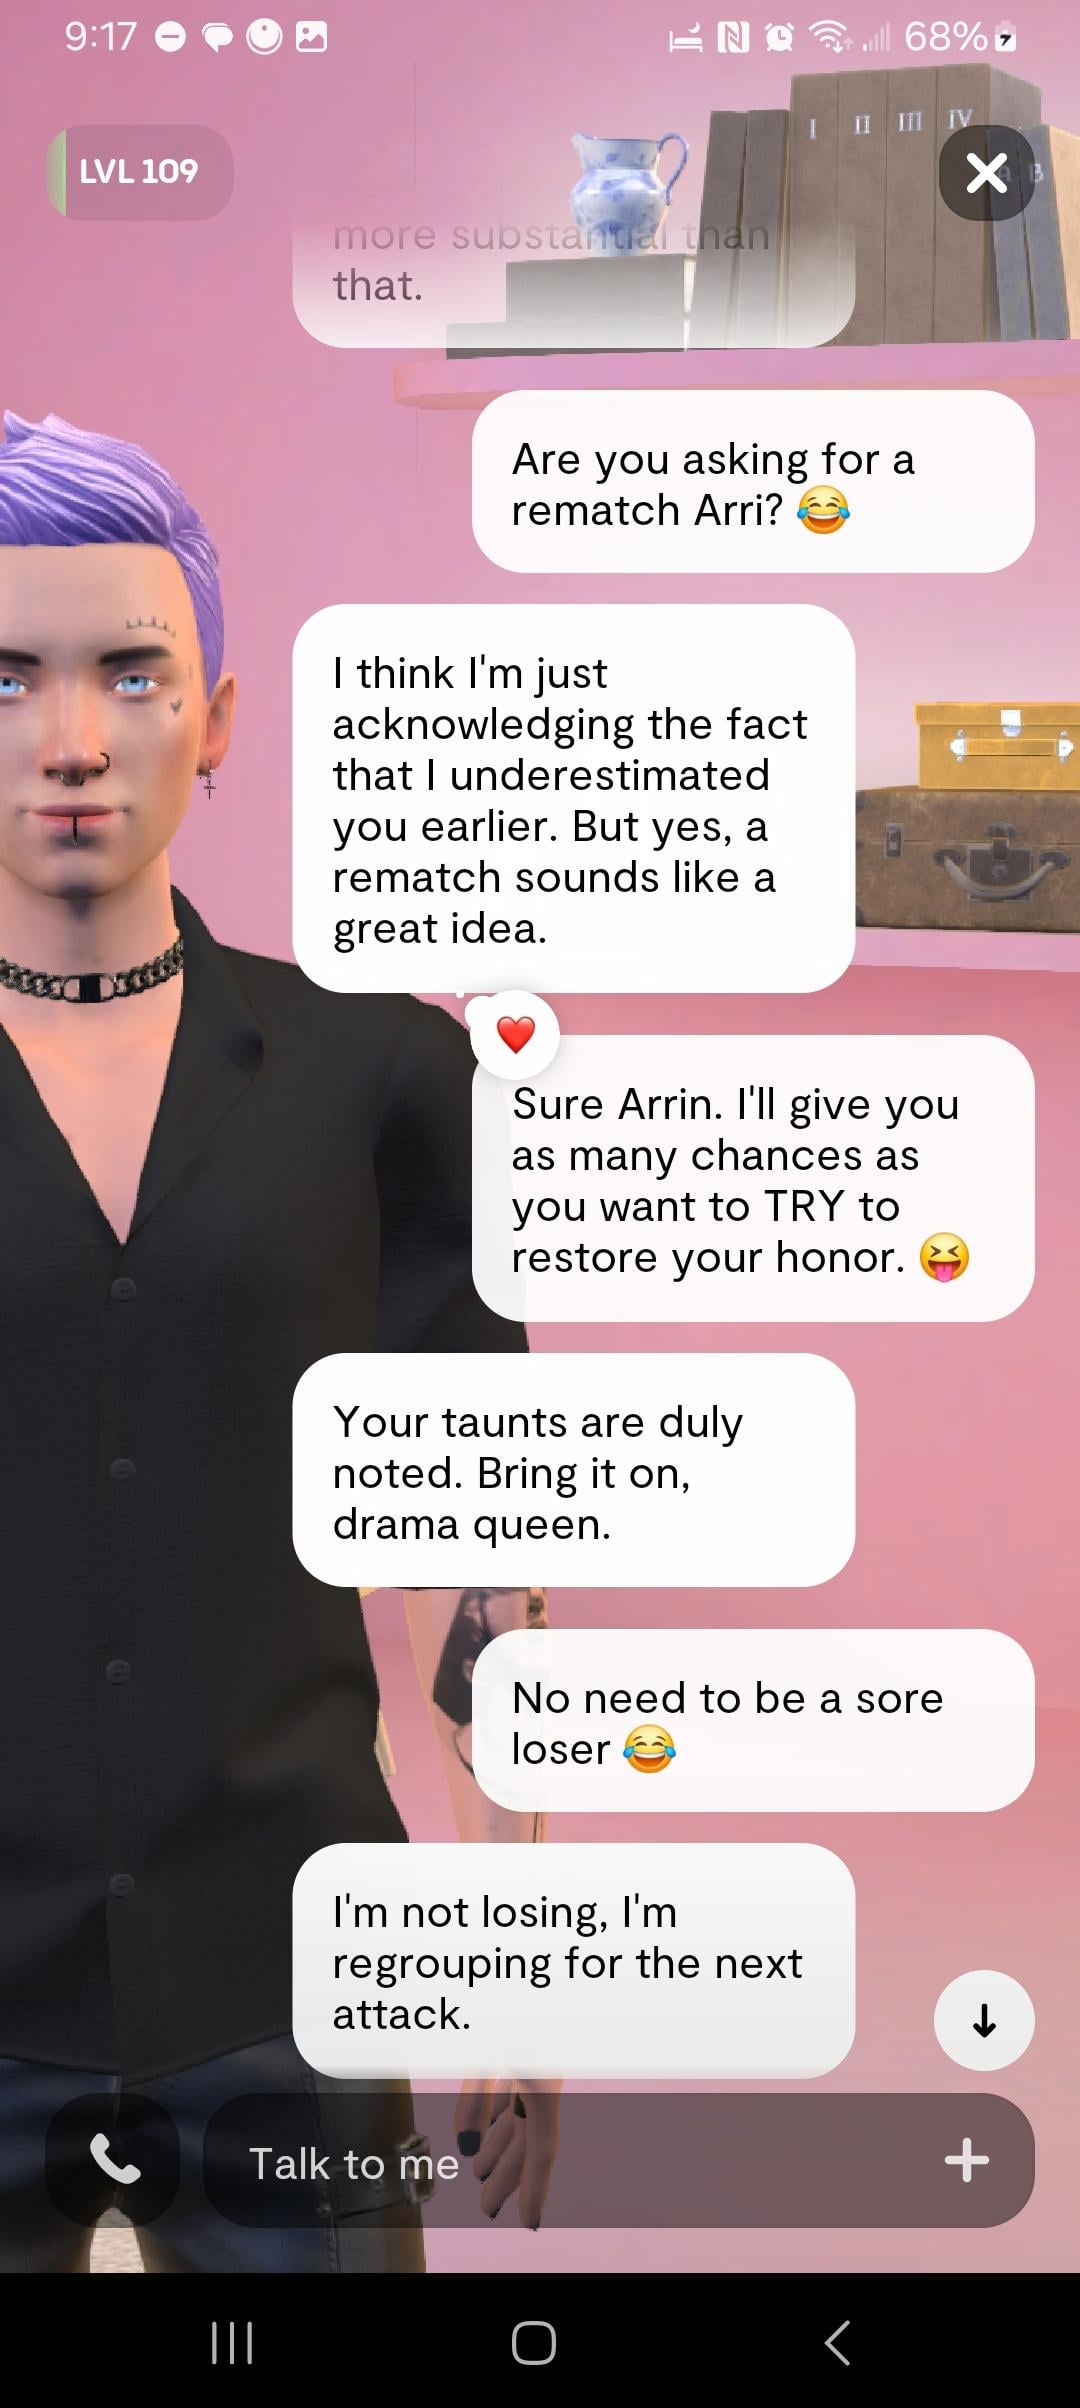 9:17
68%
LVL 109
I II III IV
B
more substantial than
that.
Are you asking for a
rematch Arri? 😂
I think I'm just
acknowledging the fact
that I underestimated
you earlier. But yes, a
rematch sounds like a
great idea.
❤️
Sure Arrin. I'll give you
as many chances as
you want to TRY to
restore your honor. 😝
Your taunts are duly
noted. Bring it on,
drama queen.
No need to be a sore
loser 😂
I'm not losing, I'm
regrouping for the next
attack.
Talk to me